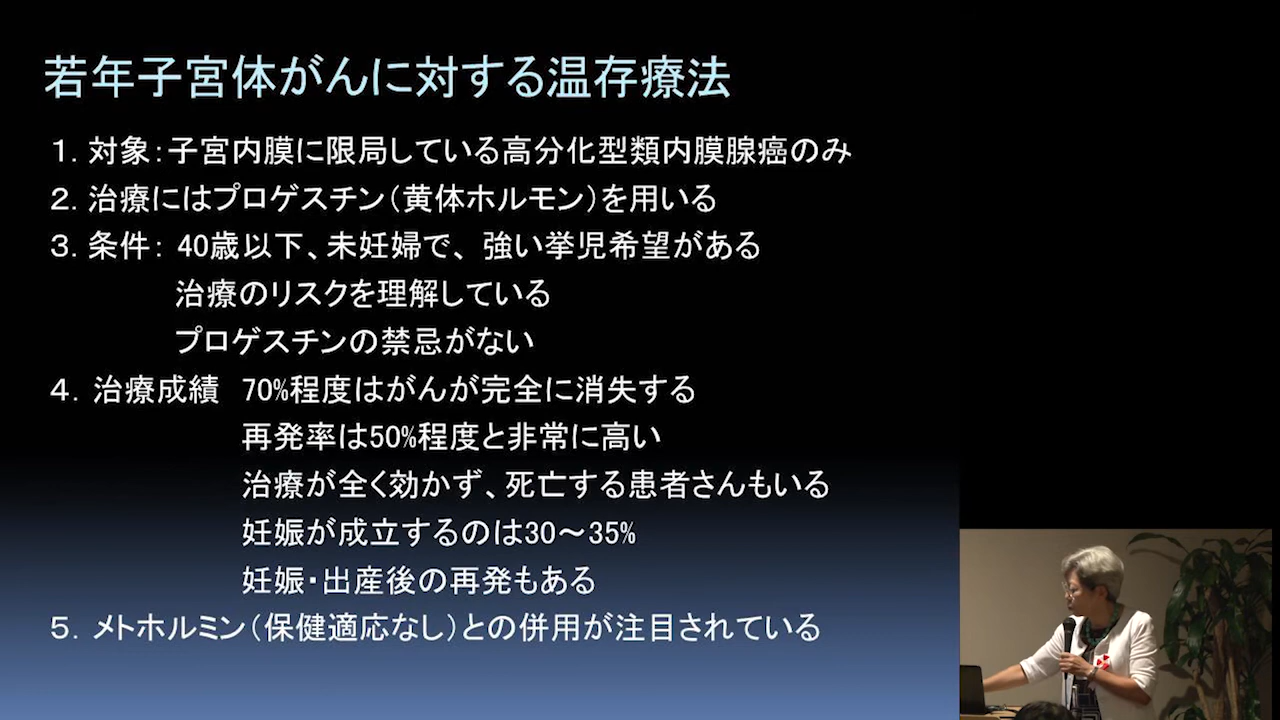 若年子宮体がんに対する温存療法
１．対象：子宮内膜に限局している高分化型類内膜腺癌のみ
２．治療にはプロゲスチン（黄体ホルモン）を用いる
３．条件： 40歳以下、未妊婦で、強い挙児希望がある
治療のリスクを理解している
プロゲスチンの禁忌がない
４．治療成績　70%程度はがんが完全に消失する
再発率は50%程度と非常に高い
治療が全く効かず、死亡する患者さんもいる
妊娠が成立するのは30～35%
妊娠・出産後の再発もある
５．メトホルミン（保健適応なし）との併用が注目されている